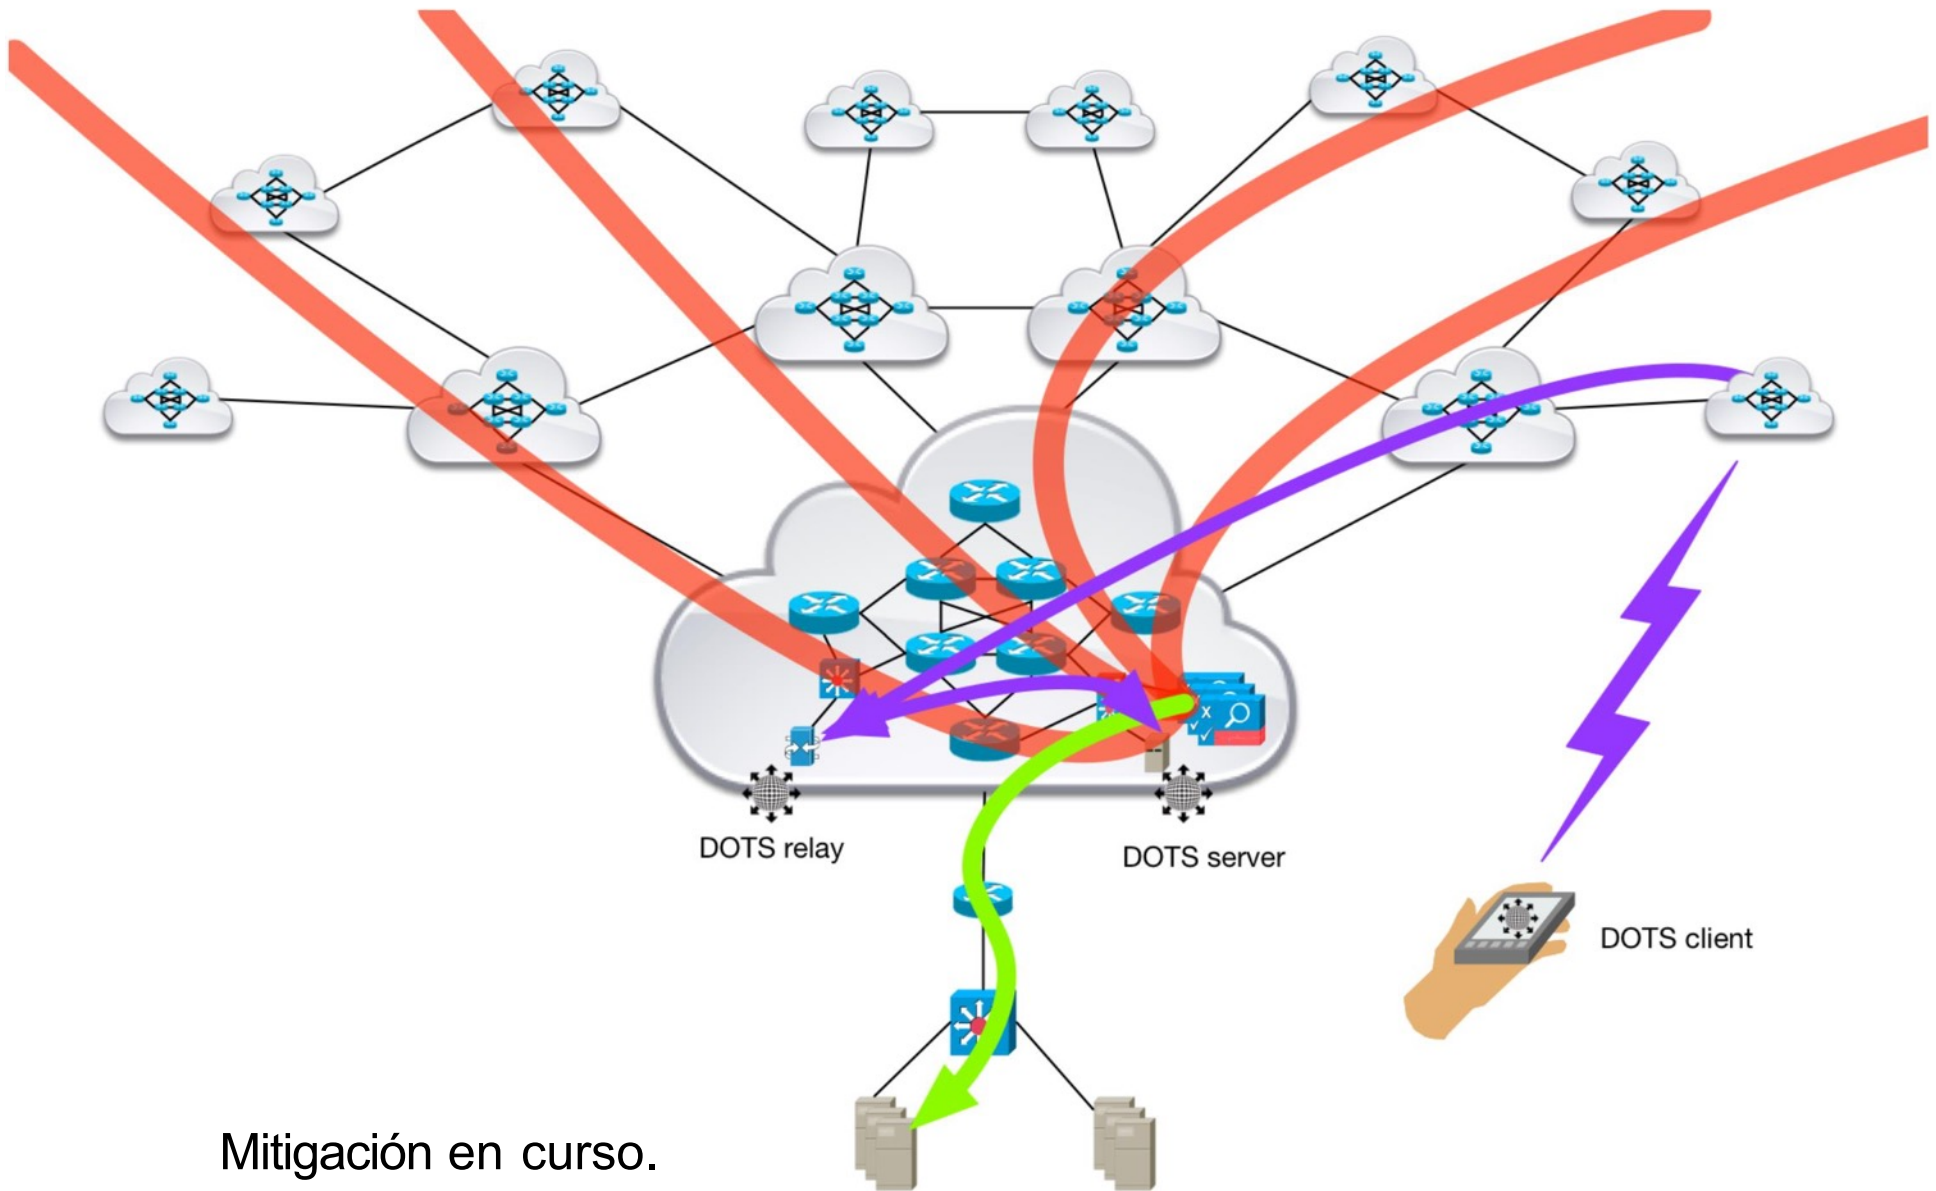 DOTS relay
DOTS server
DOTS client
Mitigación en curso.